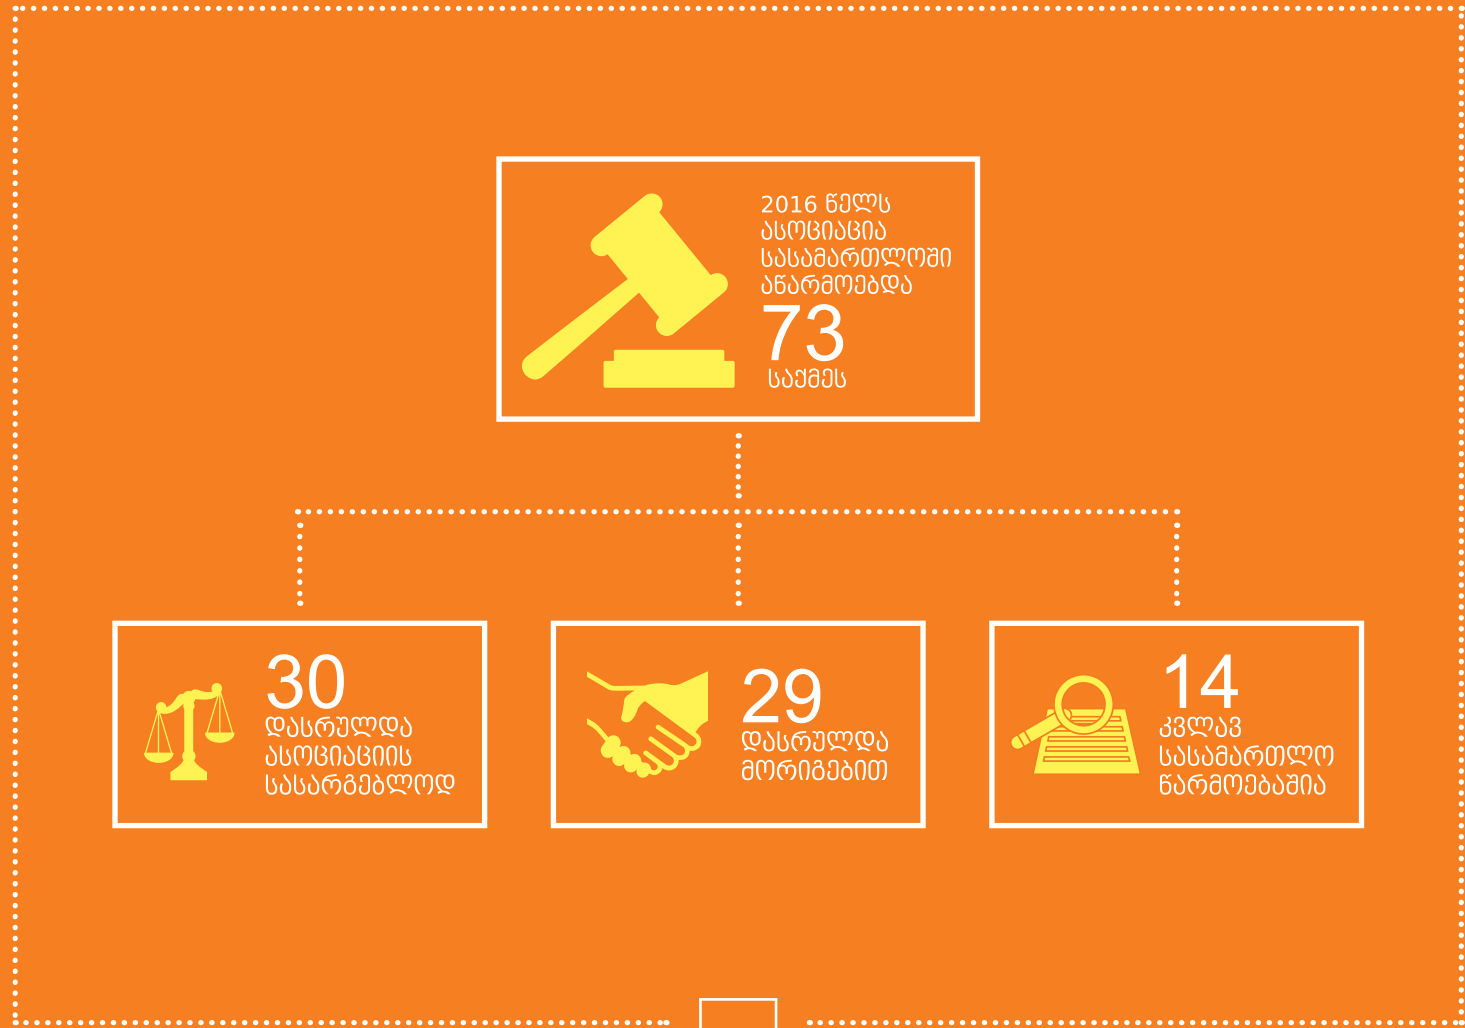 2016 წელს
ასოციაცია
სასამართლოში
აწარმოებდა
73
საქმეს
30
დასრულდა
ასოციაციის
სასარგებლოდ
29
დასრულდა
მორიგებით
14
კვლავ
სასამართლო
წარმოებაშია